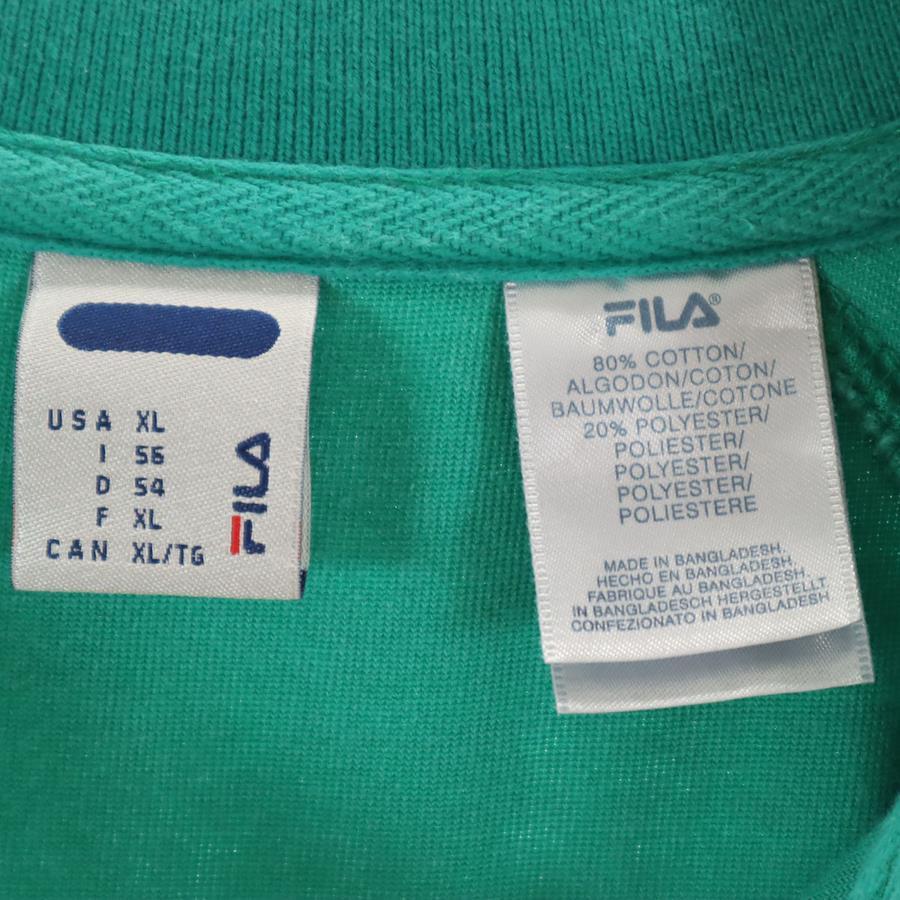 USA XL
I 56
D 54
F XL
CAN XL/TG
FILA
FILA®
80% COTTON/
ALGODON/COTON/
BAUMWOLLE/COTONE
20% POLYESTER/
POLIESTER/
POLYESTER/
POLYESTER/
POLIESTERE
MADE IN BANGLADESH.
HECHO EN BANGLADESH.
FABRIQUE AU BANGLADESH.
IN BANGLADESCH HERGESTELLT
CONFEZIONATO IN BANGLADESH